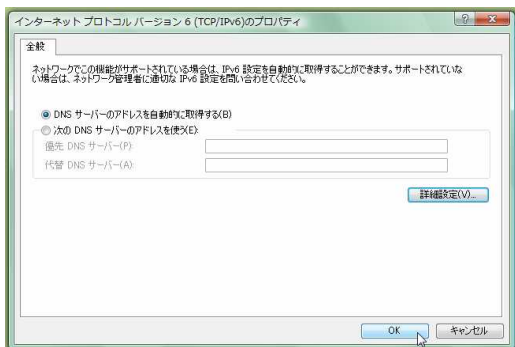 インターネット プロトコル バージョン 6 (TCP/IPv6)のプロパティ
全般
ネットワークでこの機能がサポートされている場合は、IPv6 設定を自動的に取得することができます。サポートされていな
い場合は、ネットワーク管理者に適切な IPv6 設定を問い合わせてください。
DNS サーバーのアドレスを自動的に取得する(B)
次の DNS サーバーのアドレスを使う(E):
優先 DNS サーバー(P):
代替 DNS サーバー(A):
詳細設定(V)...
OK
キャンセル